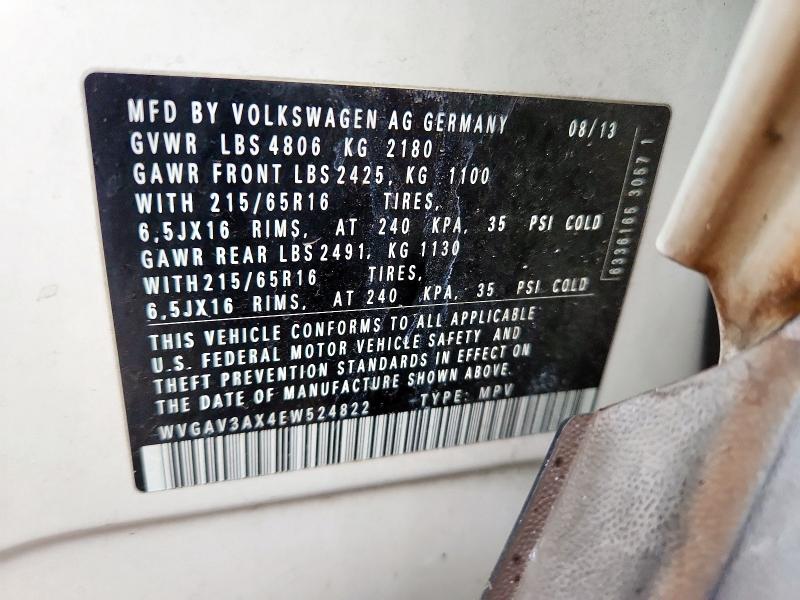 MFD BY VOLKSWAGEN AG GERMANY 08/13
GVWR LBS 4806 KG 2180
GAWR FRONT LBS 2425, KG 1100
WITH 215/65R16 TIRES,
6,5JX16 RIMS, AT 240 KPA, 35 PSI COLD
GAWR REAR LBS 2491, KG 1130
WITH 215/65R16 TIRES,
6,5JX16 RIMS, AT 240 KPA, 35 PSI COLD
THIS VEHICLE CONFORMS TO ALL APPLICABLE
U.S. FEDERAL MOTOR VEHICLE SAFETY AND
THEFT PREVENTION STANDARDS IN EFFECT ON
THE DATE OF MANUFACTURE SHOWN ABOVE.
WVGAV3AX4EW524822 TYPE: MPV